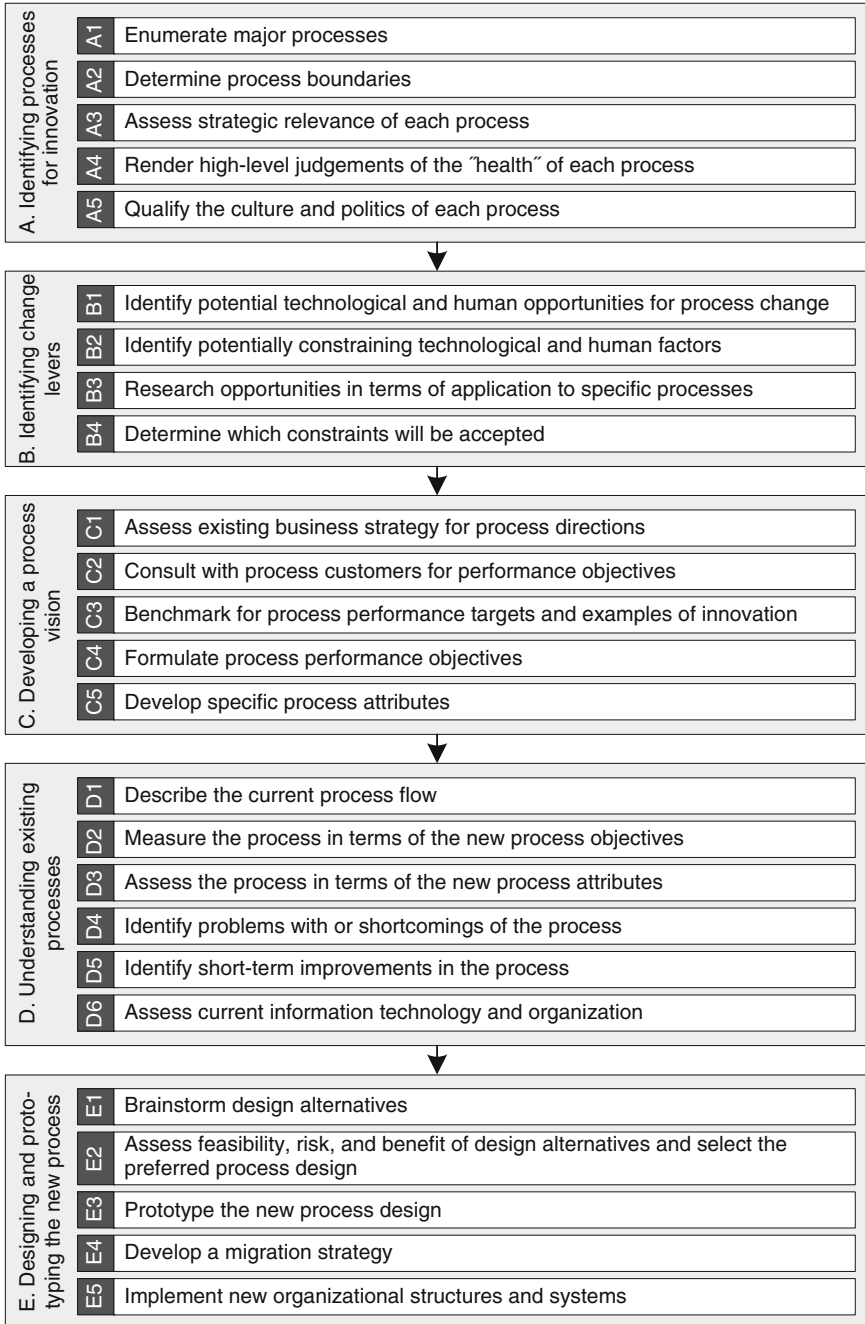 A. Identifying processes
for innovation
A1 Enumerate major processes
A2 Determine process boundaries
A3 Assess strategic relevance of each process
A4 Render high-level judgements of the ˝health˝ of each process
A5 Qualify the culture and politics of each process
B. Identifying change
levers
B1 Identify potential technological and human opportunities for process change
B2 Identify potentially constraining technological and human factors
B3 Research opportunities in terms of application to specific processes
B4 Determine which constraints will be accepted
C. Developing a process
vision
C1 Assess existing business strategy for process directions
C2 Consult with process customers for performance objectives
C3 Benchmark for process performance targets and examples of innovation
C4 Formulate process performance objectives
C5 Develop specific process attributes
D. Understanding existing
processes
D1 Describe the current process flow
D2 Measure the process in terms of the new process objectives
D3 Assess the process in terms of the new process attributes
D4 Identify problems with or shortcomings of the process
D5 Identify short-term improvements in the process
D6 Assess current information technology and organization
E. Designing and proto-
typing the new process
E1 Brainstorm design alternatives
E2 Assess feasibility, risk, and benefit of design alternatives and select the
preferred process design
E3 Prototype the new process design
E4 Develop a migration strategy
E5 Implement new organizational structures and systems